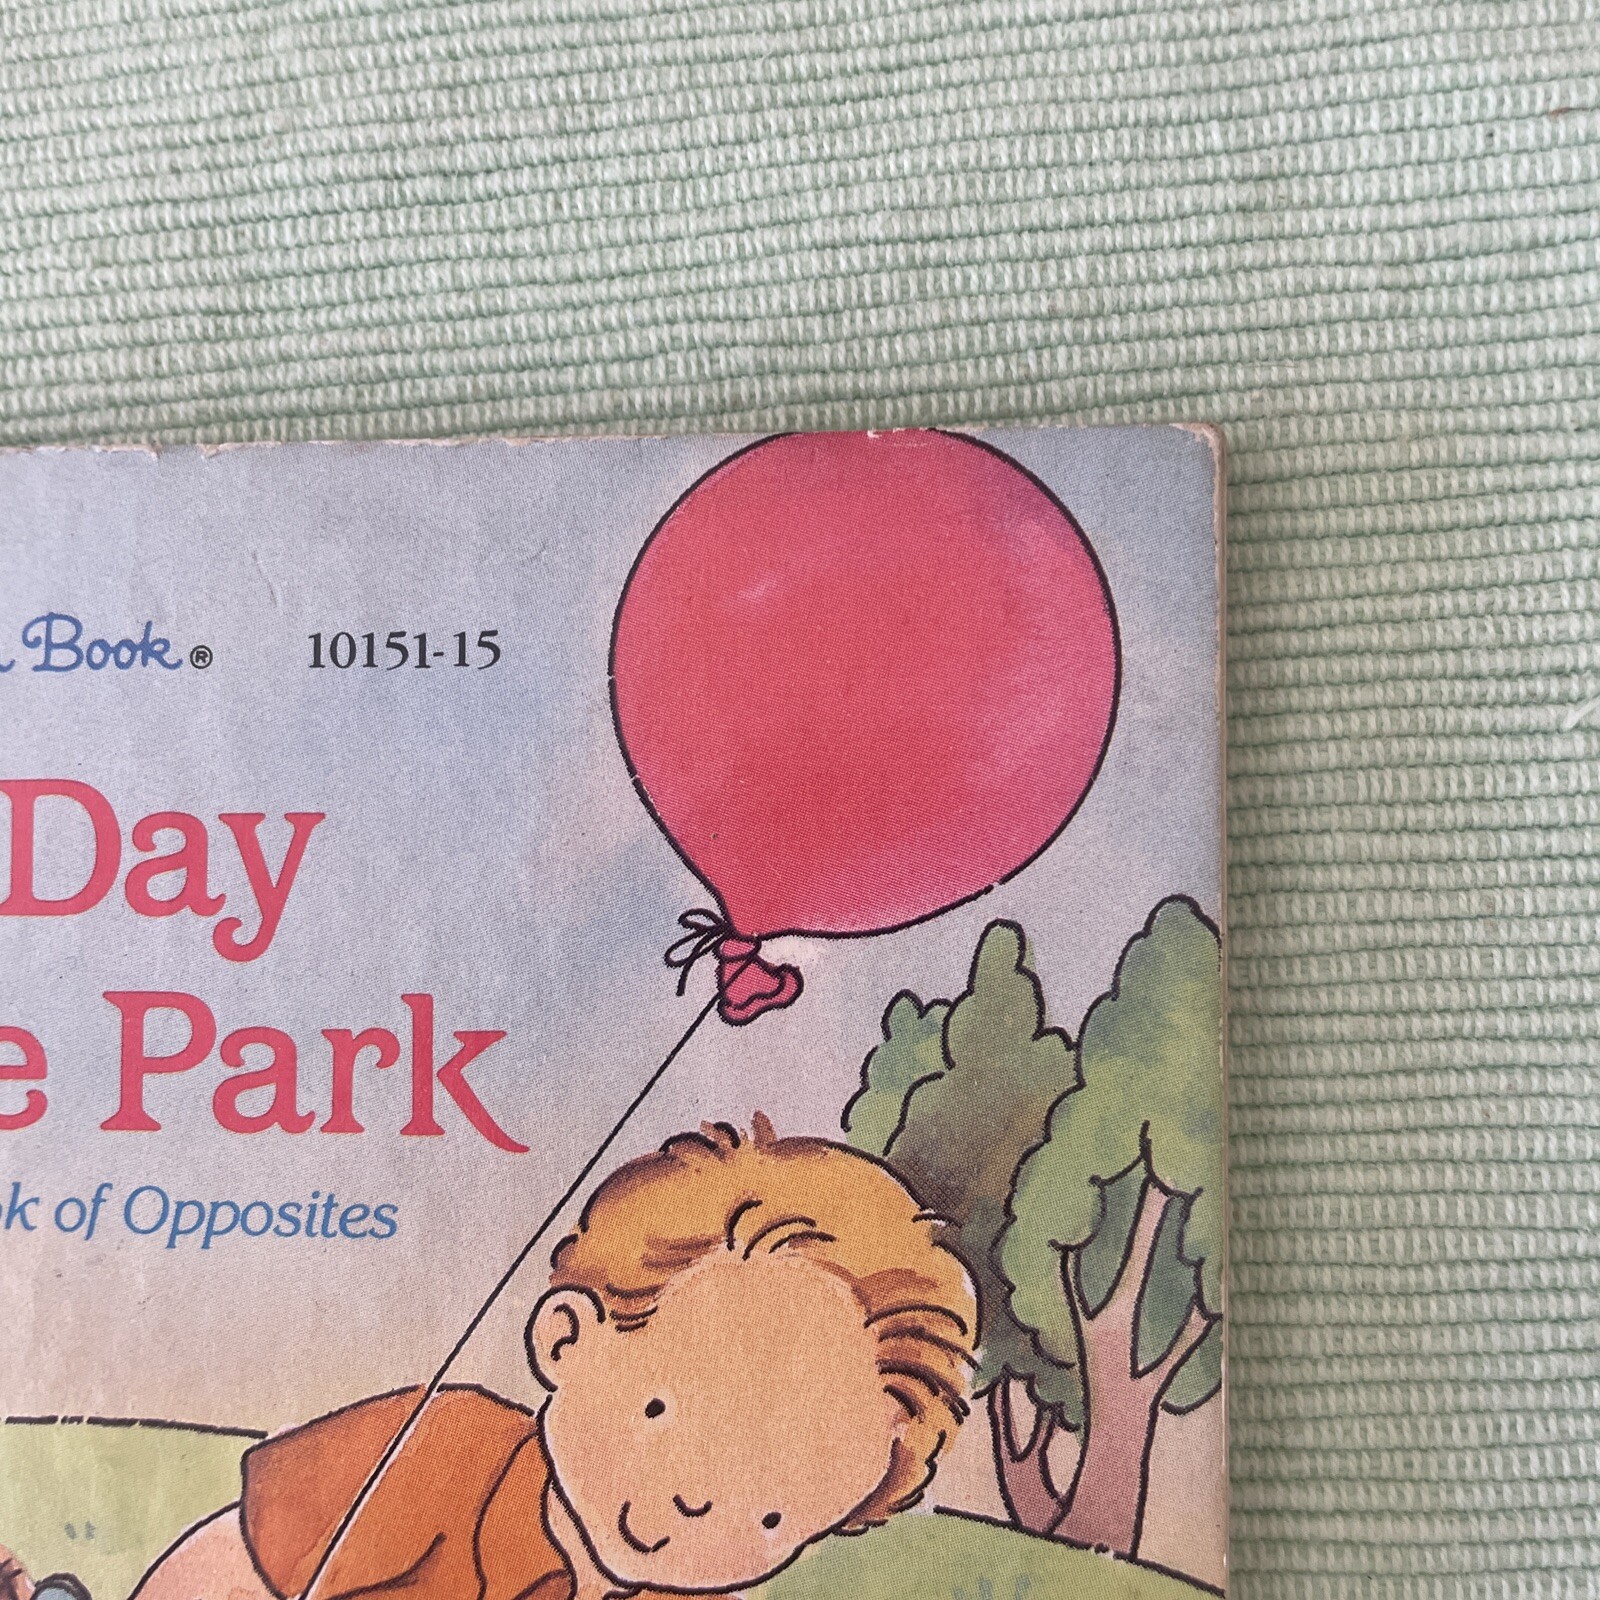 Book® 10151-15
Day
e Park
ok of Opposites